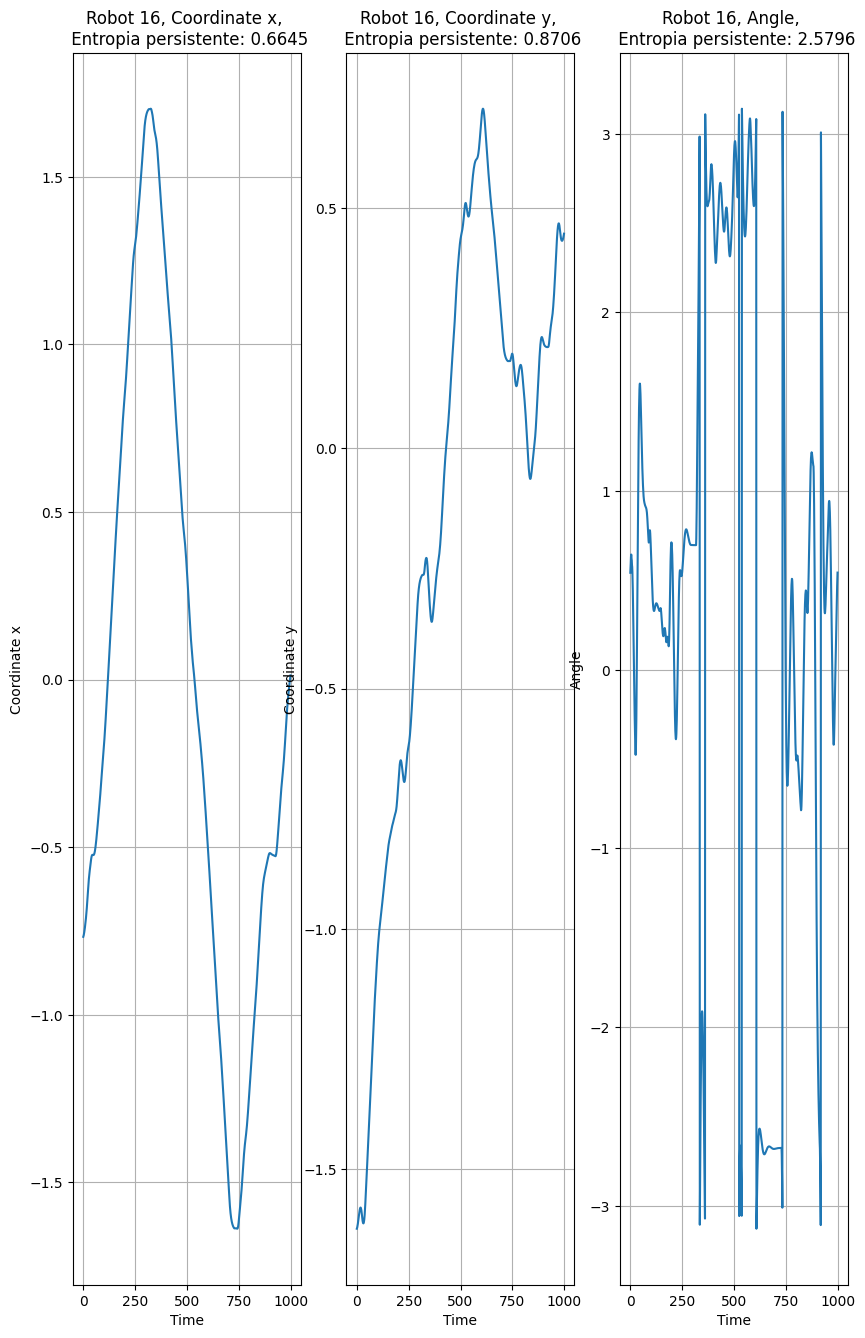 Robot 16, Coordinate x,
Entropia persistente: 0.6645
1.5
1.0
0.5
0.0
−0.5
−1.0
−1.5
Coordinate x
0 250 500 750 1000
Time
Robot 16, Coordinate y,
Entropia persistente: 0.8706
0.5
0.0
−0.5
−1.0
−1.5
Coordinate y
0 250 500 750 1000
Time
Robot 16, Angle,
Entropia persistente: 2.5796
3
2
1
0
−1
−2
−3
Angle
0 250 500 750 1000
Time